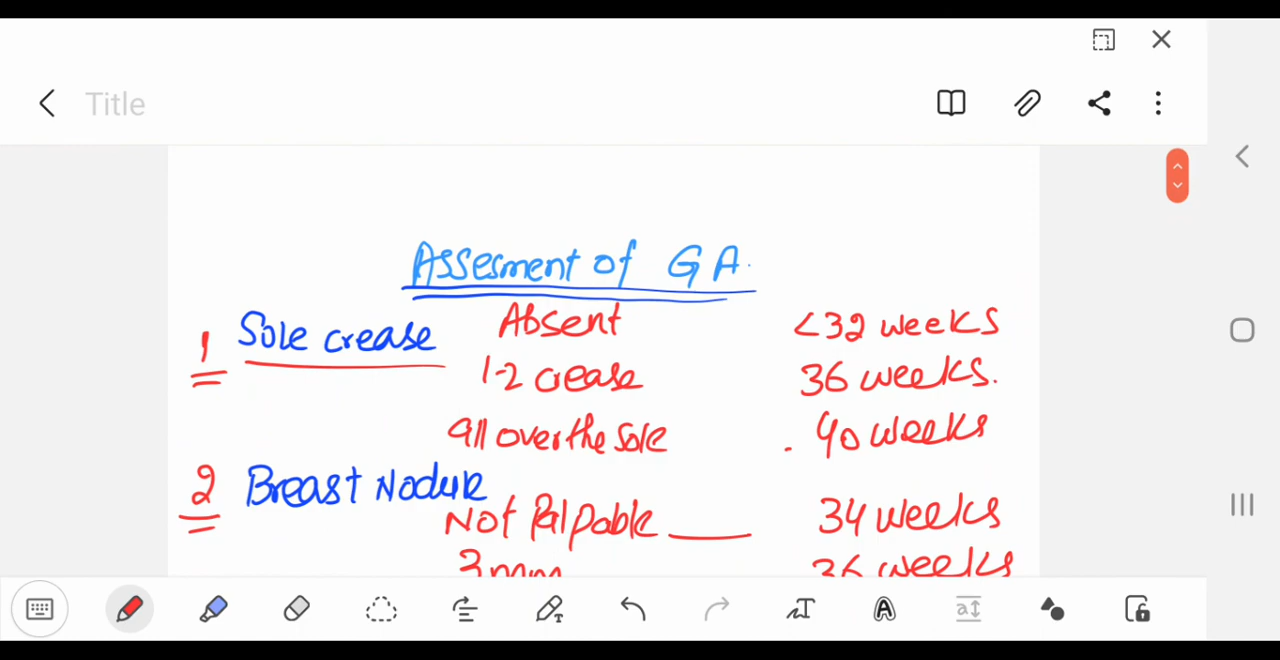 Title
Assesment of GA.
1 Sole crease Absent <32 weeks
1-2 crease 36 weeks.
all over the sole . 40 weeks
2 Breast Nodule
Not Palpable 34 weeks
3mm 36 weeks